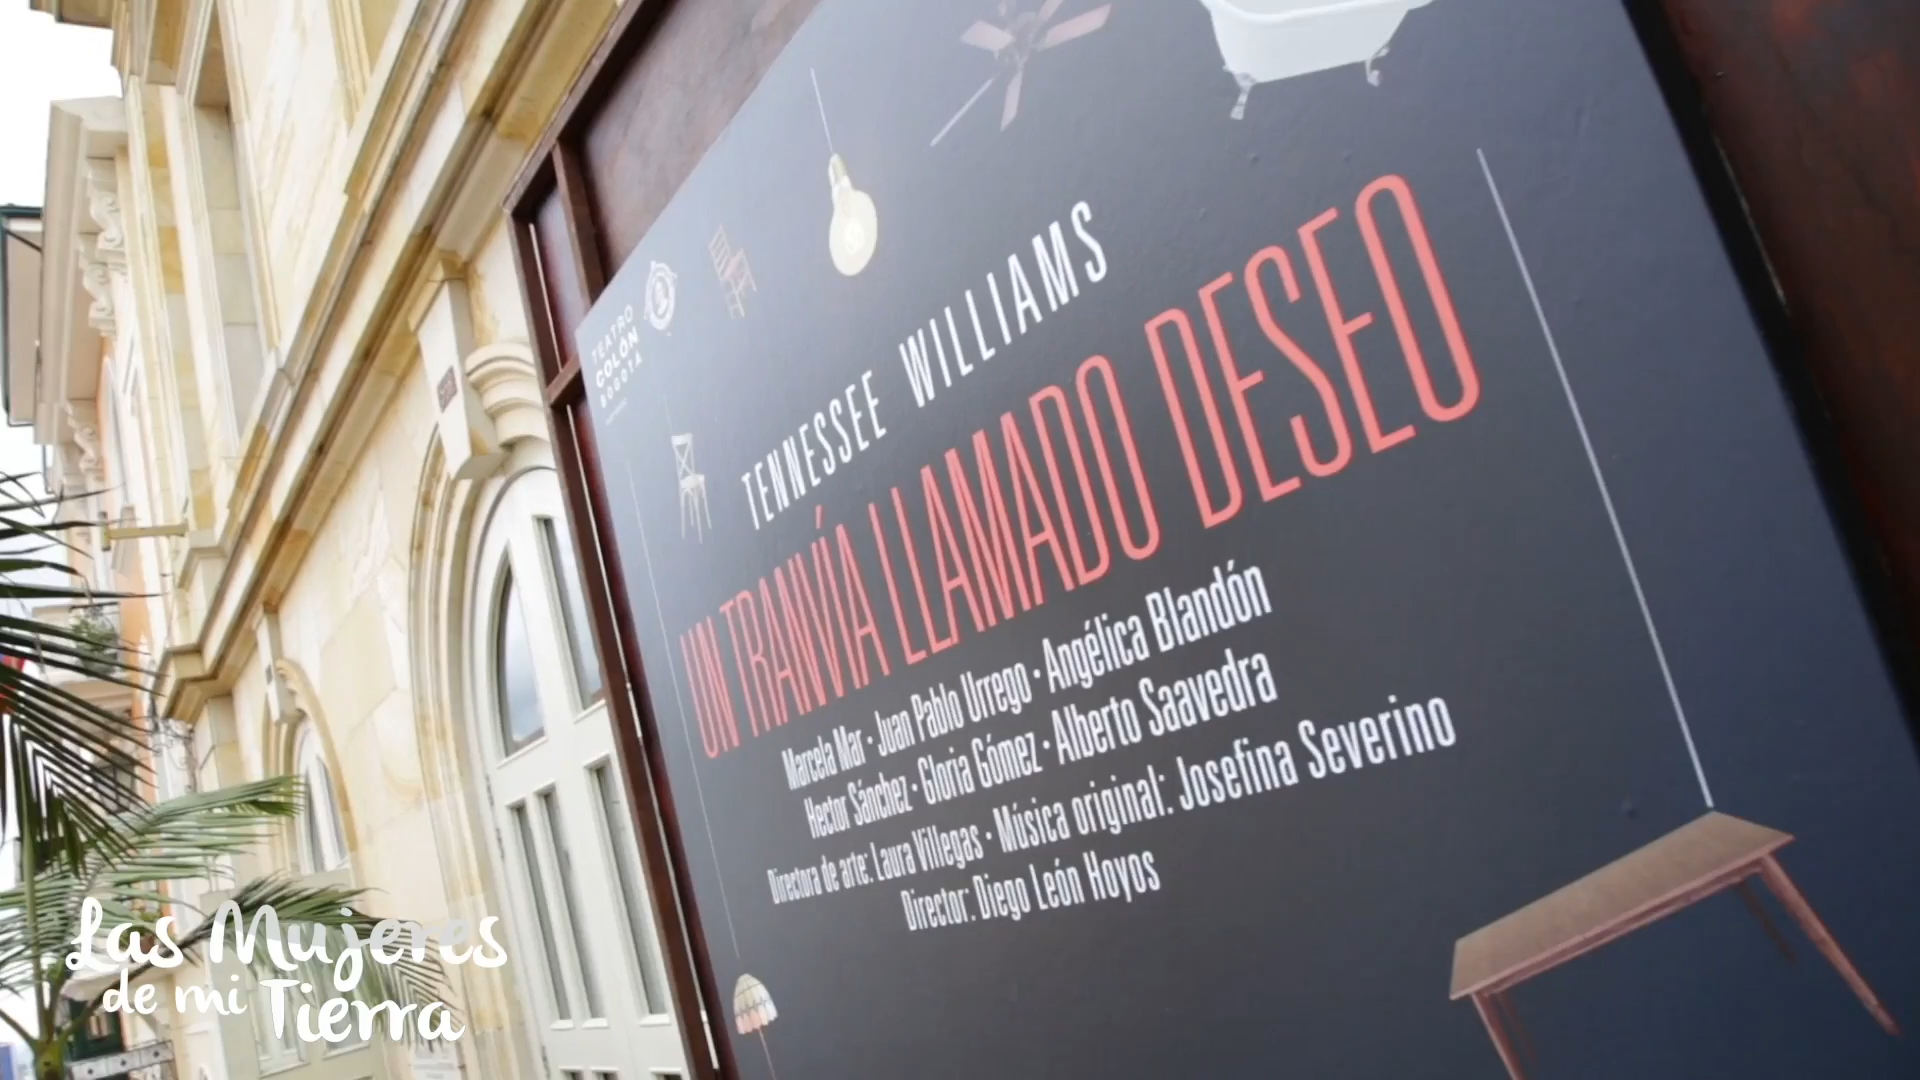 TEATRO
COLÓN
BOGOTÁ
TENNESSEE WILLIAMS
UN TRANVÍA LLAMADO DESEO
Marcela Mar · Juan Pablo Urrego · Angélica Blandón
Hector Sánchez · Gloria Gómez · Alberto Saavedra
Directora de arte: Laura Villegas · Música original: Josefina Severino
Director: Diego León Hoyos
Las Mujeres
de mi Tierra